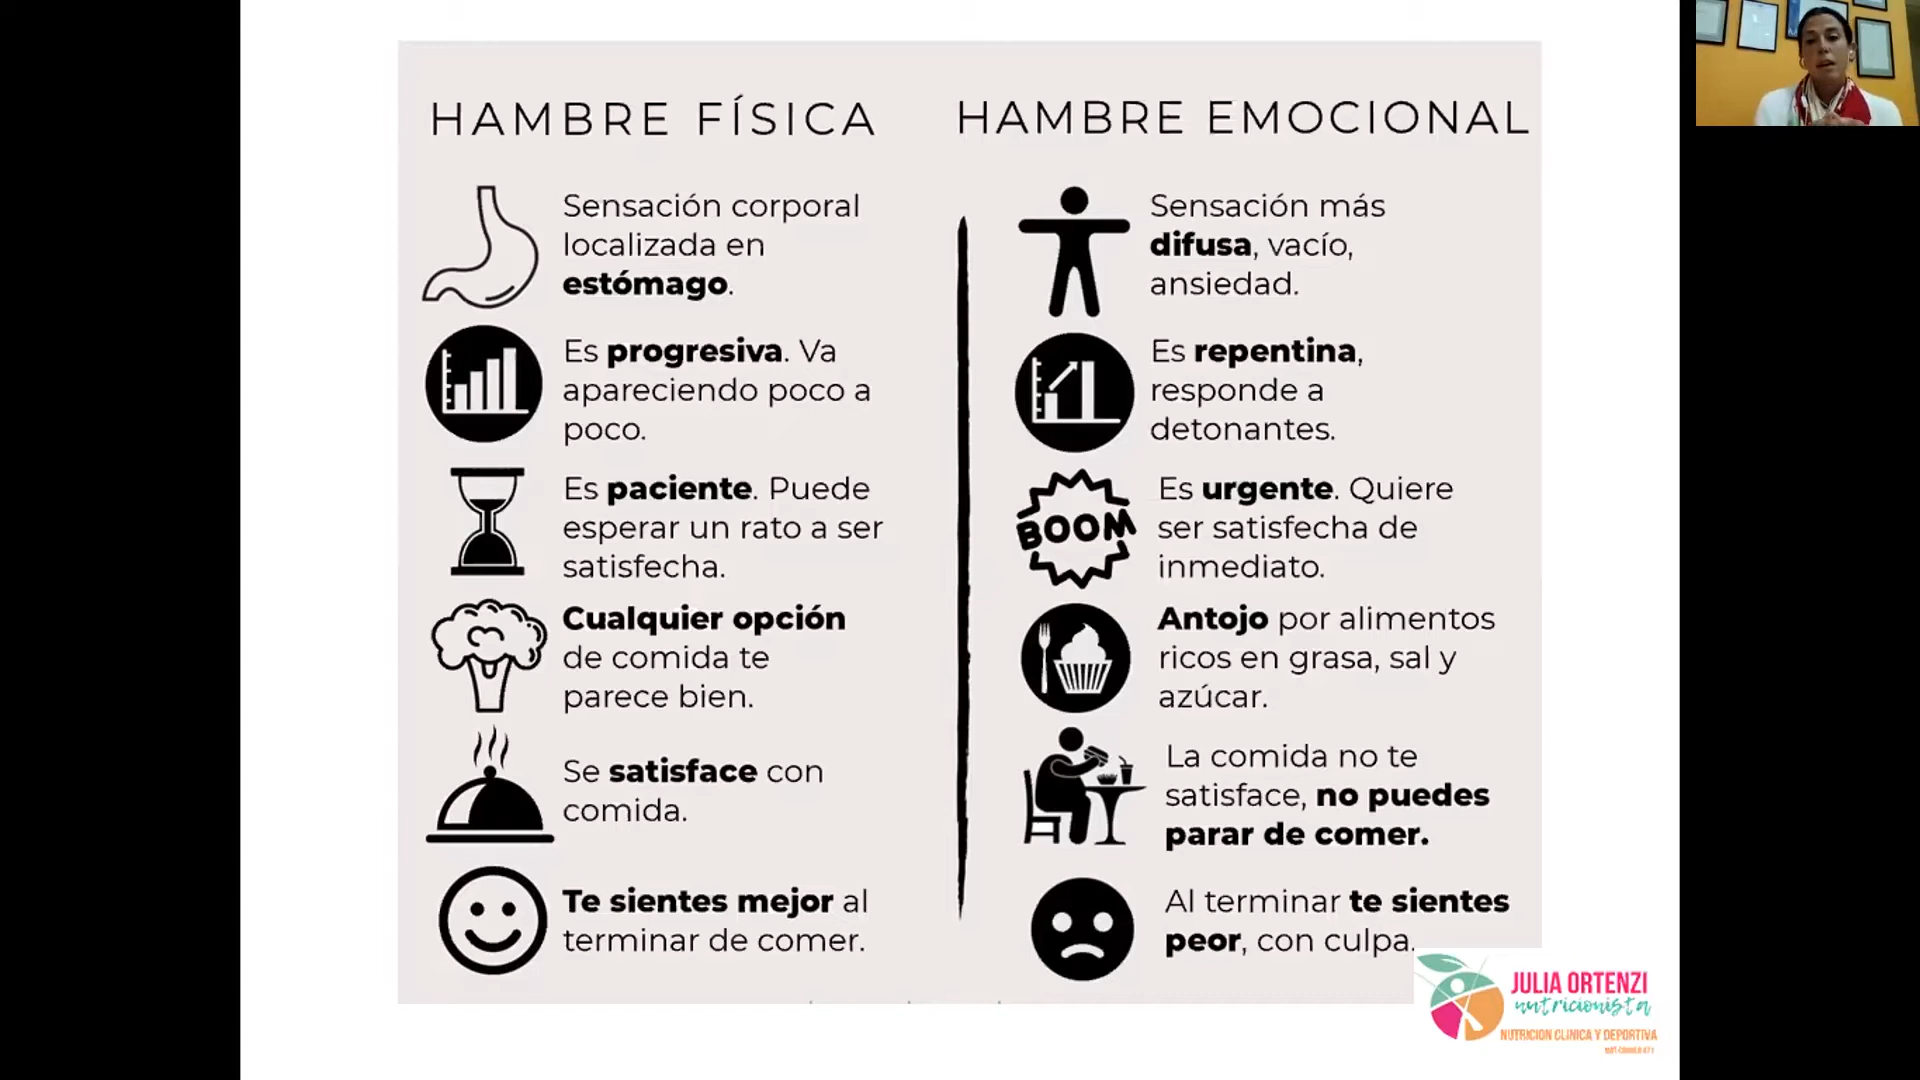 HAMBRE FÍSICA
Sensación corporal
localizada en
estómago.
Es progresiva. Va
apareciendo poco a
poco.
Es paciente. Puede
esperar un rato a ser
satisfecha.
Cualquier opción
de comida te
parece bien.
Se satisface con
comida.
Te sientes mejor al
terminar de comer.
HAMBRE EMOCIONAL
Sensación más
difusa, vacío,
ansiedad.
Es repentina,
responde a
detonantes.
BOOM
Es urgente. Quiere
ser satisfecha de
inmediato.
Antojo por alimentos
ricos en grasa, sal y
azúcar.
La comida no te
satisface, no puedes
parar de comer.
Al terminar te sientes
peor, con culpa.
JULIA ORTENZI
nutricionista
NUTRICION CLINICA Y DEPORTIVA